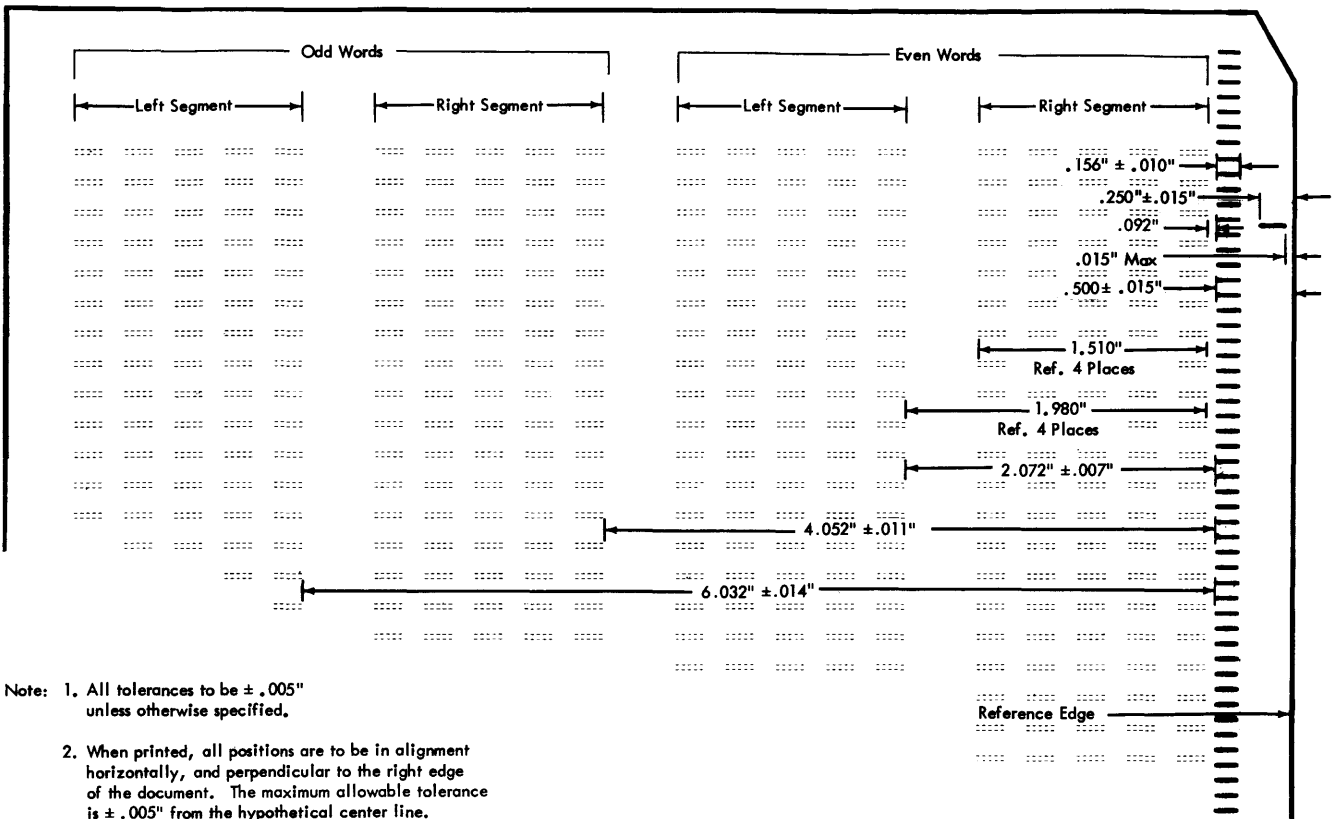 Odd Words
Even Words
Left Segment
Right Segment
Left Segment
Right Segment
.156" ± .010"
.250"±.015"
.092"
.015" Max
.500± .015"
1.510"
Ref. 4 Places
1.980"
Ref. 4 Places
2.072" ±.007"
4.052" ±.011"
6.032" ±.014"
Note: 1. All tolerances to be ± .005"
unless otherwise specified.
Reference Edge
2. When printed, all positions are to be in alignment
horizontally, and perpendicular to the right edge
of the document. The maximum allowable tolerance
is ± .005" from the hypothetical center line.